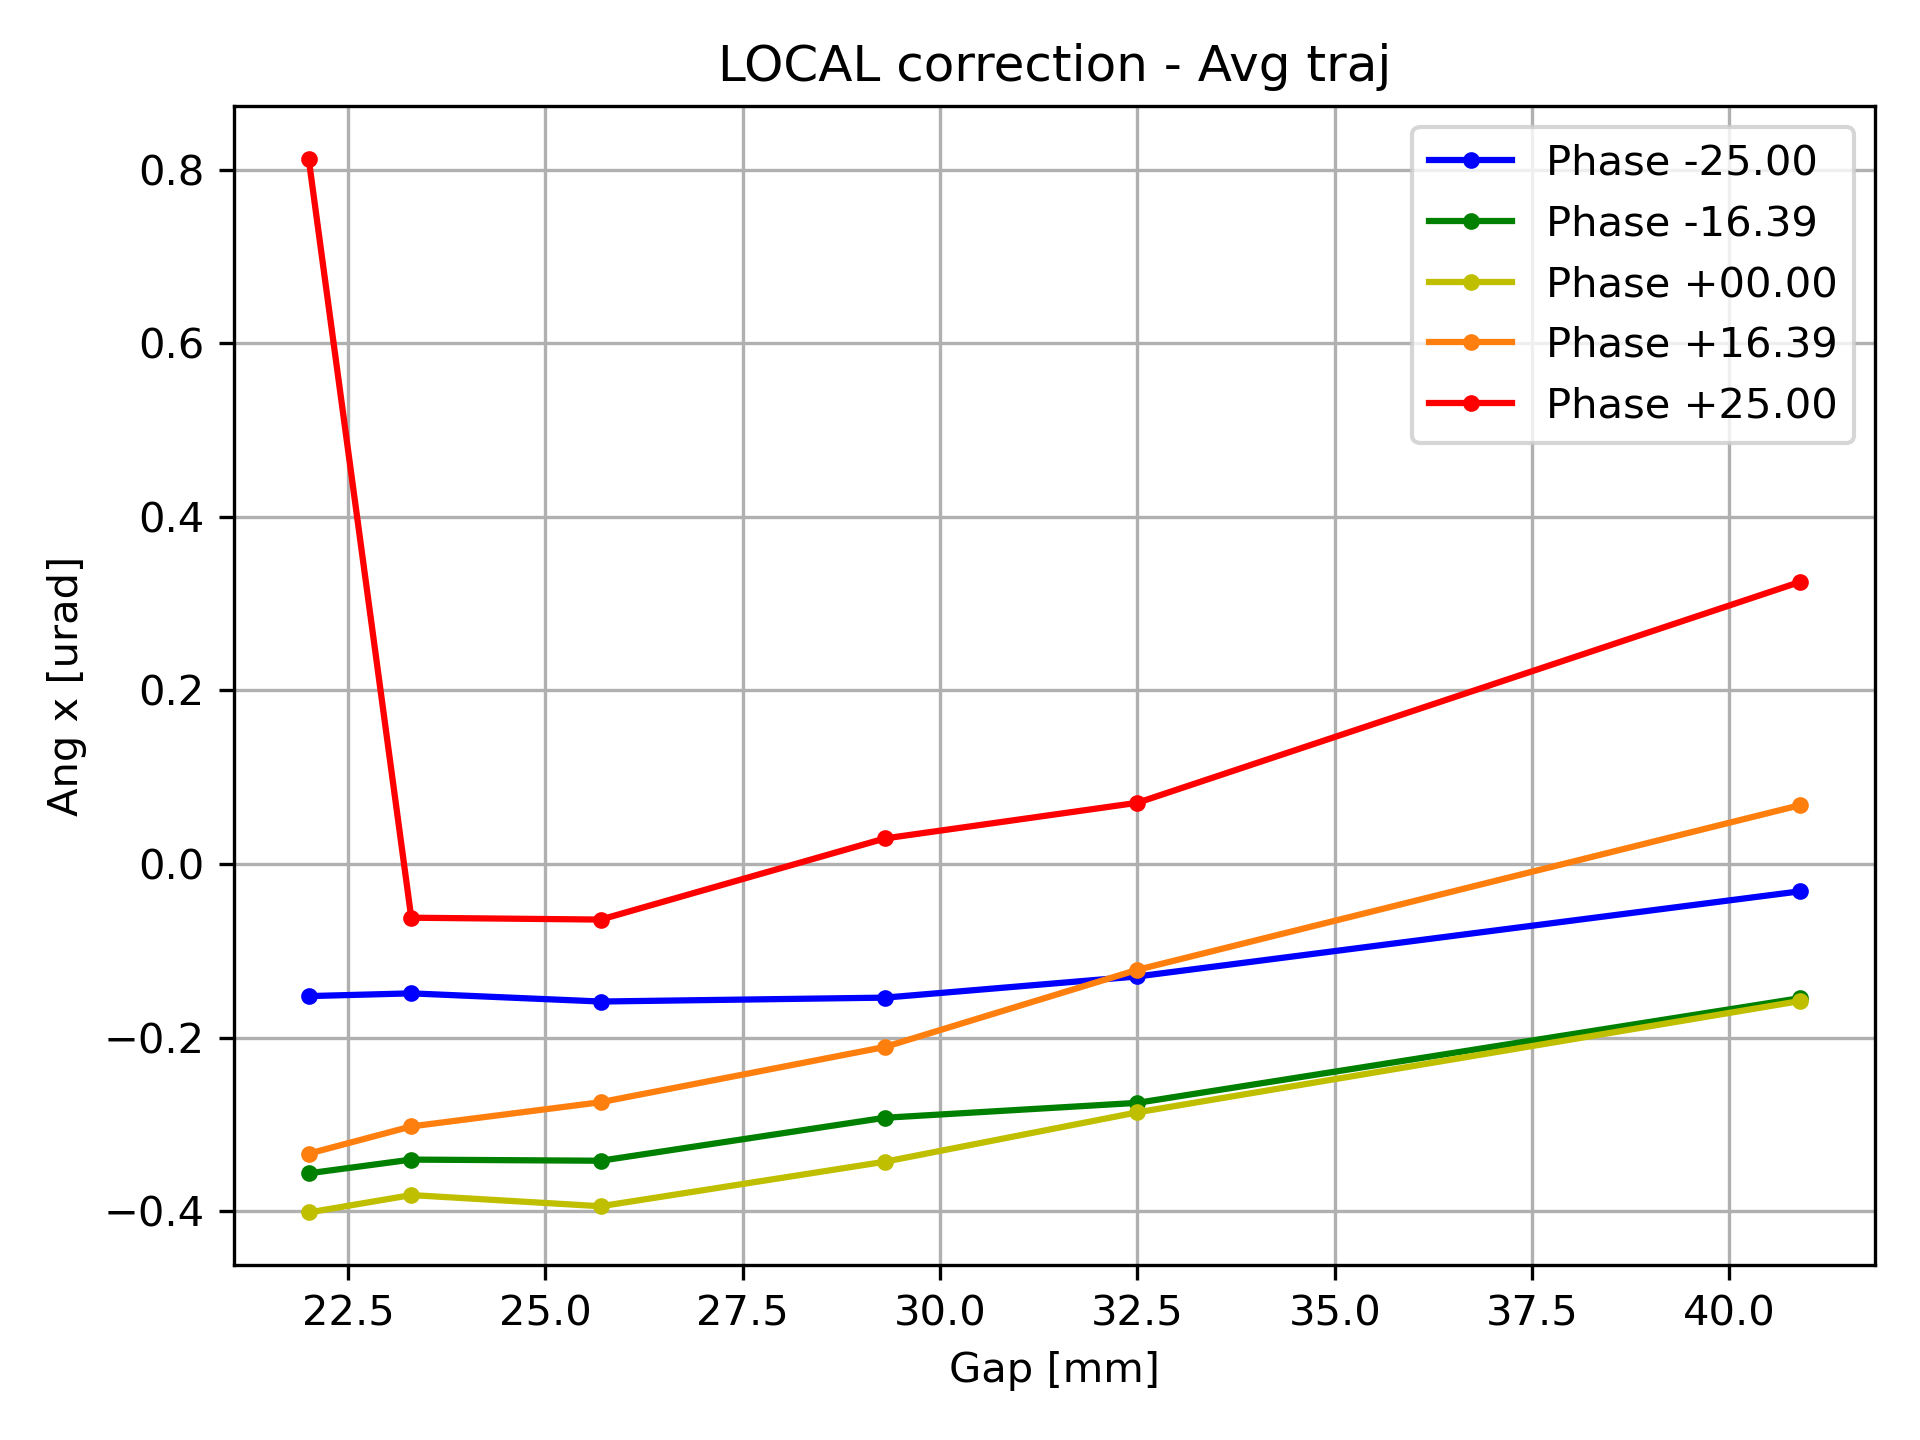 LOCAL correction - Avg traj
Phase -25.00
Phase -16.39
Phase +00.00
Phase +16.39
Phase +25.00
0.8
0.6
0.4
0.2
0.0
−0.2
−0.4
Ang x [urad]
22.5 25.0 27.5 30.0 32.5 35.0 37.5 40.0
Gap [mm]